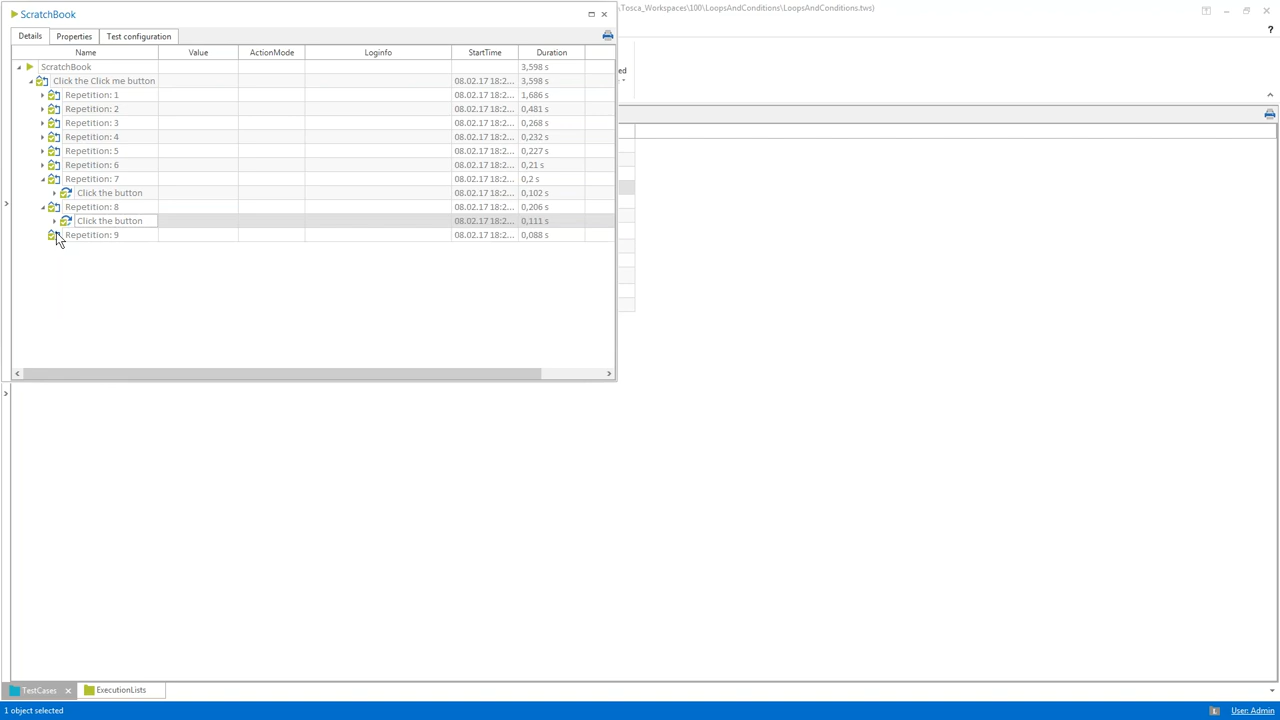 ScratchBook
\Tosca_Workspaces\100\LoopsAndConditions\LoopsAndConditions.tws)
Details Properties Test configuration
Name Value ActionMode Loginfo StartTime Duration
ScratchBook 3,598 s
Click the Click me button 08.02.17 18:2... 3,598 s
Repetition: 1 08.02.17 18:2... 1,686 s
Repetition: 2 08.02.17 18:2... 0,481 s
Repetition: 3 08.02.17 18:2... 0,268 s
Repetition: 4 08.02.17 18:2... 0,232 s
Repetition: 5 08.02.17 18:2... 0,227 s
Repetition: 6 08.02.17 18:2... 0,21 s
Repetition: 7 08.02.17 18:2... 0,2 s
Click the button 08.02.17 18:2... 0,102 s
Repetition: 8 08.02.17 18:2... 0,206 s
Click the button 08.02.17 18:2... 0,111 s
Repetition: 9 08.02.17 18:2... 0,088 s
TestCases ExecutionLists
1 object selected User: Admin